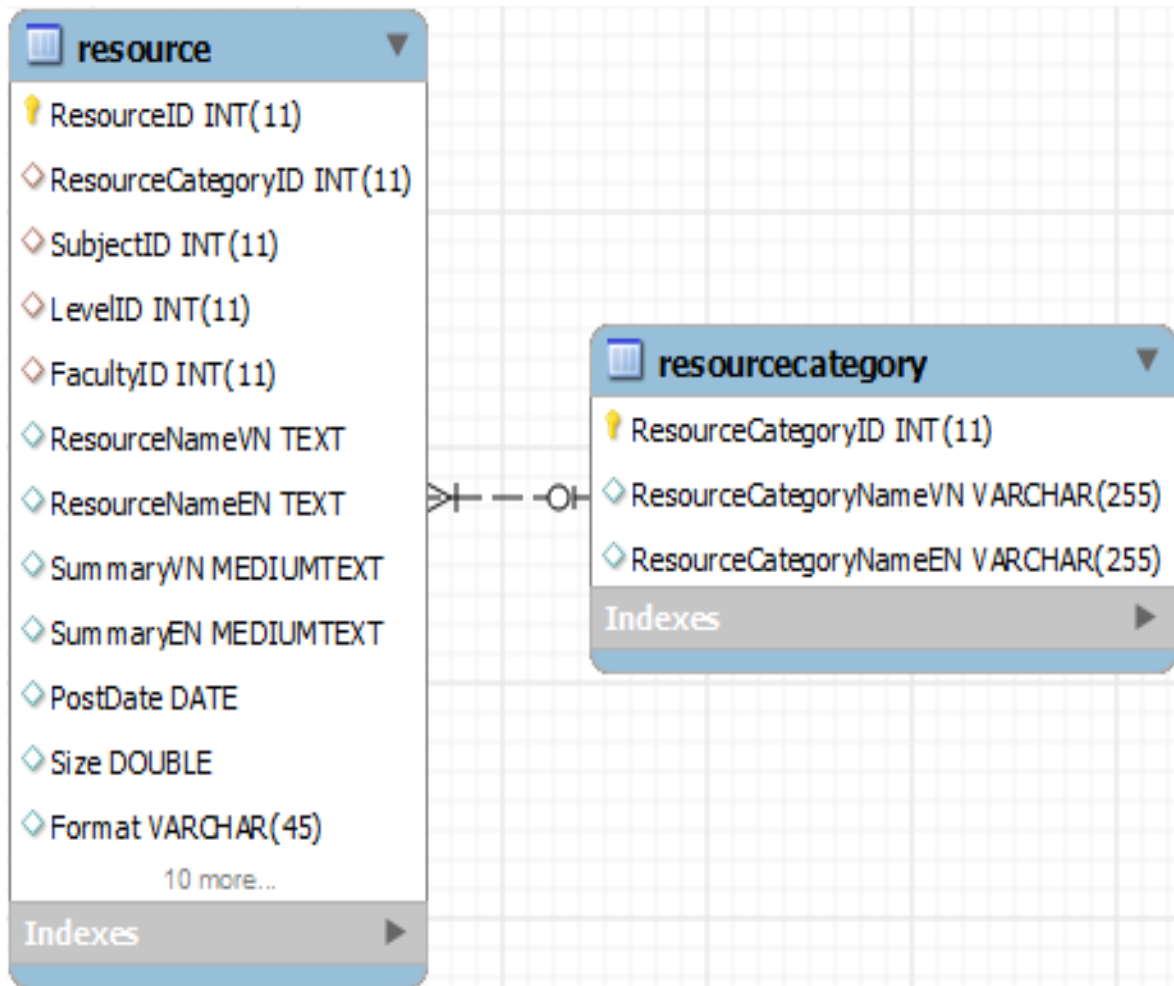 resource
ResourceID INT(11)
ResourceCategoryID INT(11)
SubjectID INT(11)
LevelID INT(11)
FacultyID INT(11)
ResourceNameVN TEXT
ResourceNameEN TEXT
SummaryVN MEDIUMTEXT
SummaryEN MEDIUMTEXT
PostDate DATE
Size DOUBLE
Format VARCHAR(45)
10 more...
Indexes
resourcecategory
ResourceCategoryID INT(11)
ResourceCategoryNameVN VARCHAR(255)
ResourceCategoryNameEN VARCHAR(255)
Indexes